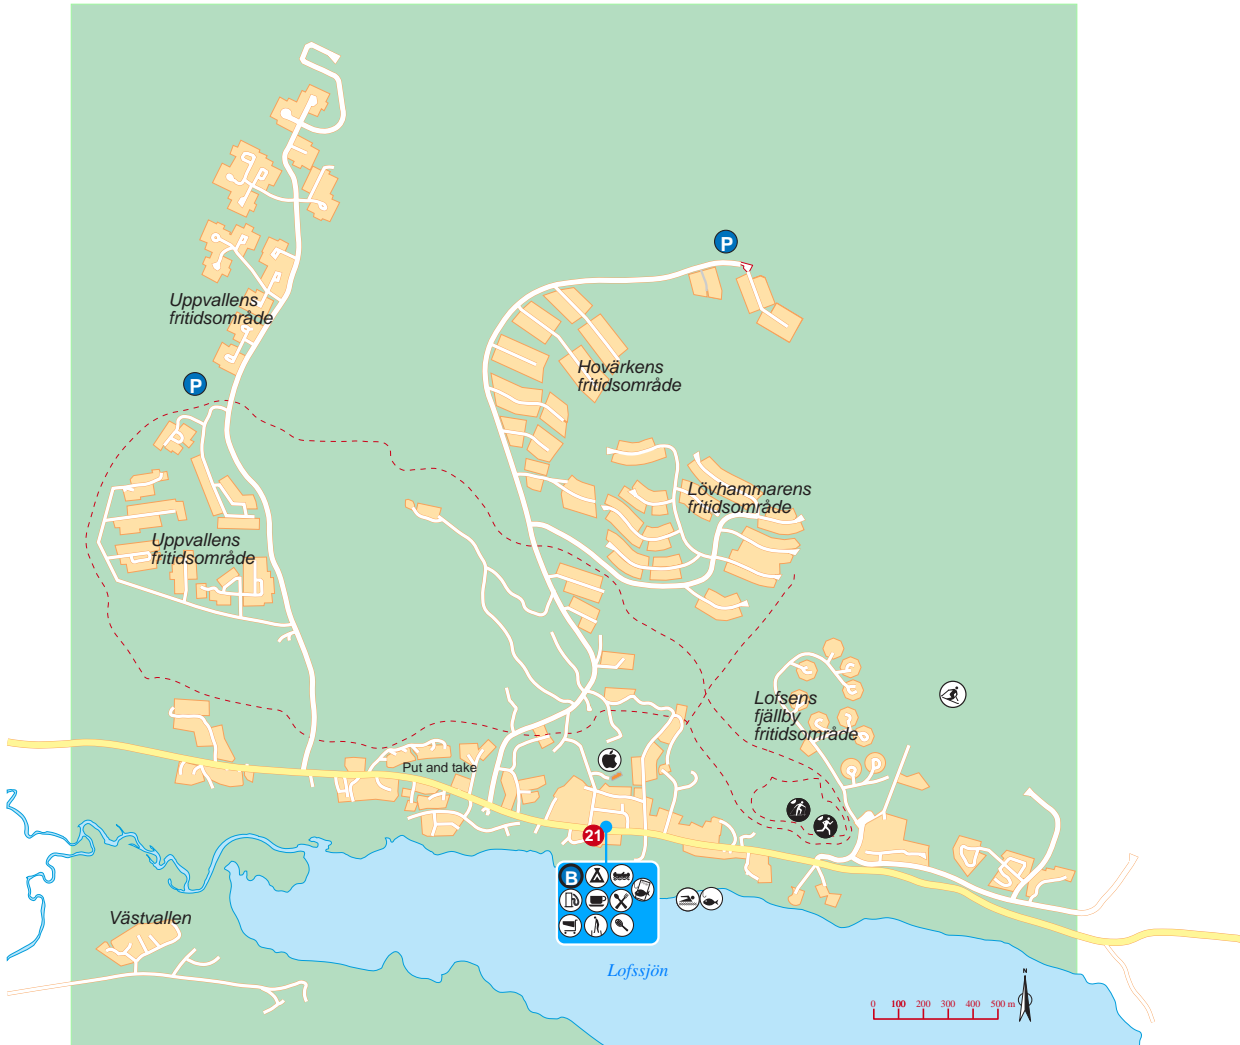 P
Uppvallens
fritidsområde
Hovärkens
fritidsområde
P
Lövhammarens
fritidsområde
Uppvallens
fritidsområde
Lofsens
fjällby
fritidsområde
Put and take
21
B
Västvallen
Lofssjön
N
0 100 200 300 400 500 m